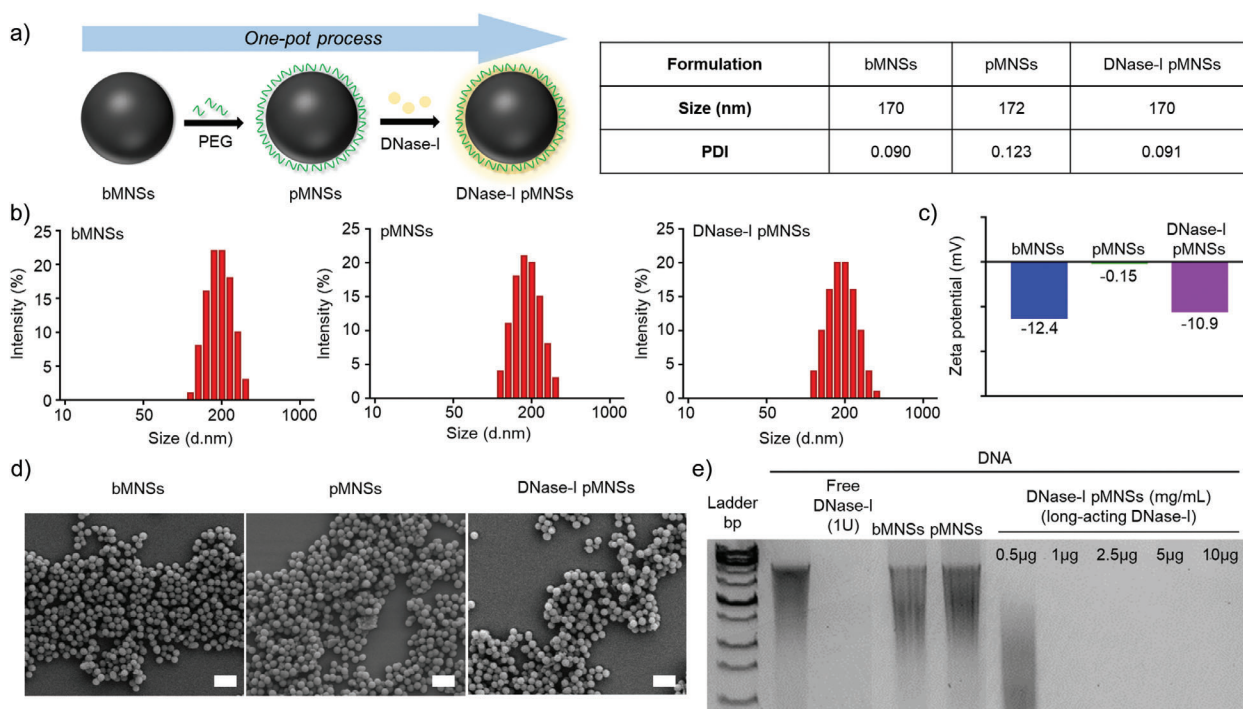 a)
One-pot process
PEG
DNase-I
bMNSs
pMNSs
DNase-I pMNSs
Formulation bMNSs pMNSs DNase-I pMNSs
Size (nm) 170 172 170
PDI 0.090 0.123 0.091
b)
bMNSs
25
20
15
10
5
0
Intensity (%)
10 50 200 1000
Size (d.nm)
pMNSs
25
20
15
10
5
0
Intensity (%)
10 50 200 1000
Size (d.nm)
DNase-I pMNSs
25
20
15
10
5
0
Intensity (%)
10 50 200 1000
Size (d.nm)
c)
Zeta potential (mV)
bMNSs
pMNSs
DNase-I
pMNSs
-12.4
-0.15
-10.9
d)
bMNSs
pMNSs
DNase-I pMNSs
e)
DNA
Ladder
bp
Free
DNase-I
(1U)
bMNSs
pMNSs
DNase-I pMNSs (mg/mL)
(long-acting DNase-I)
0.5μg 1μg 2.5μg 5μg 10μg